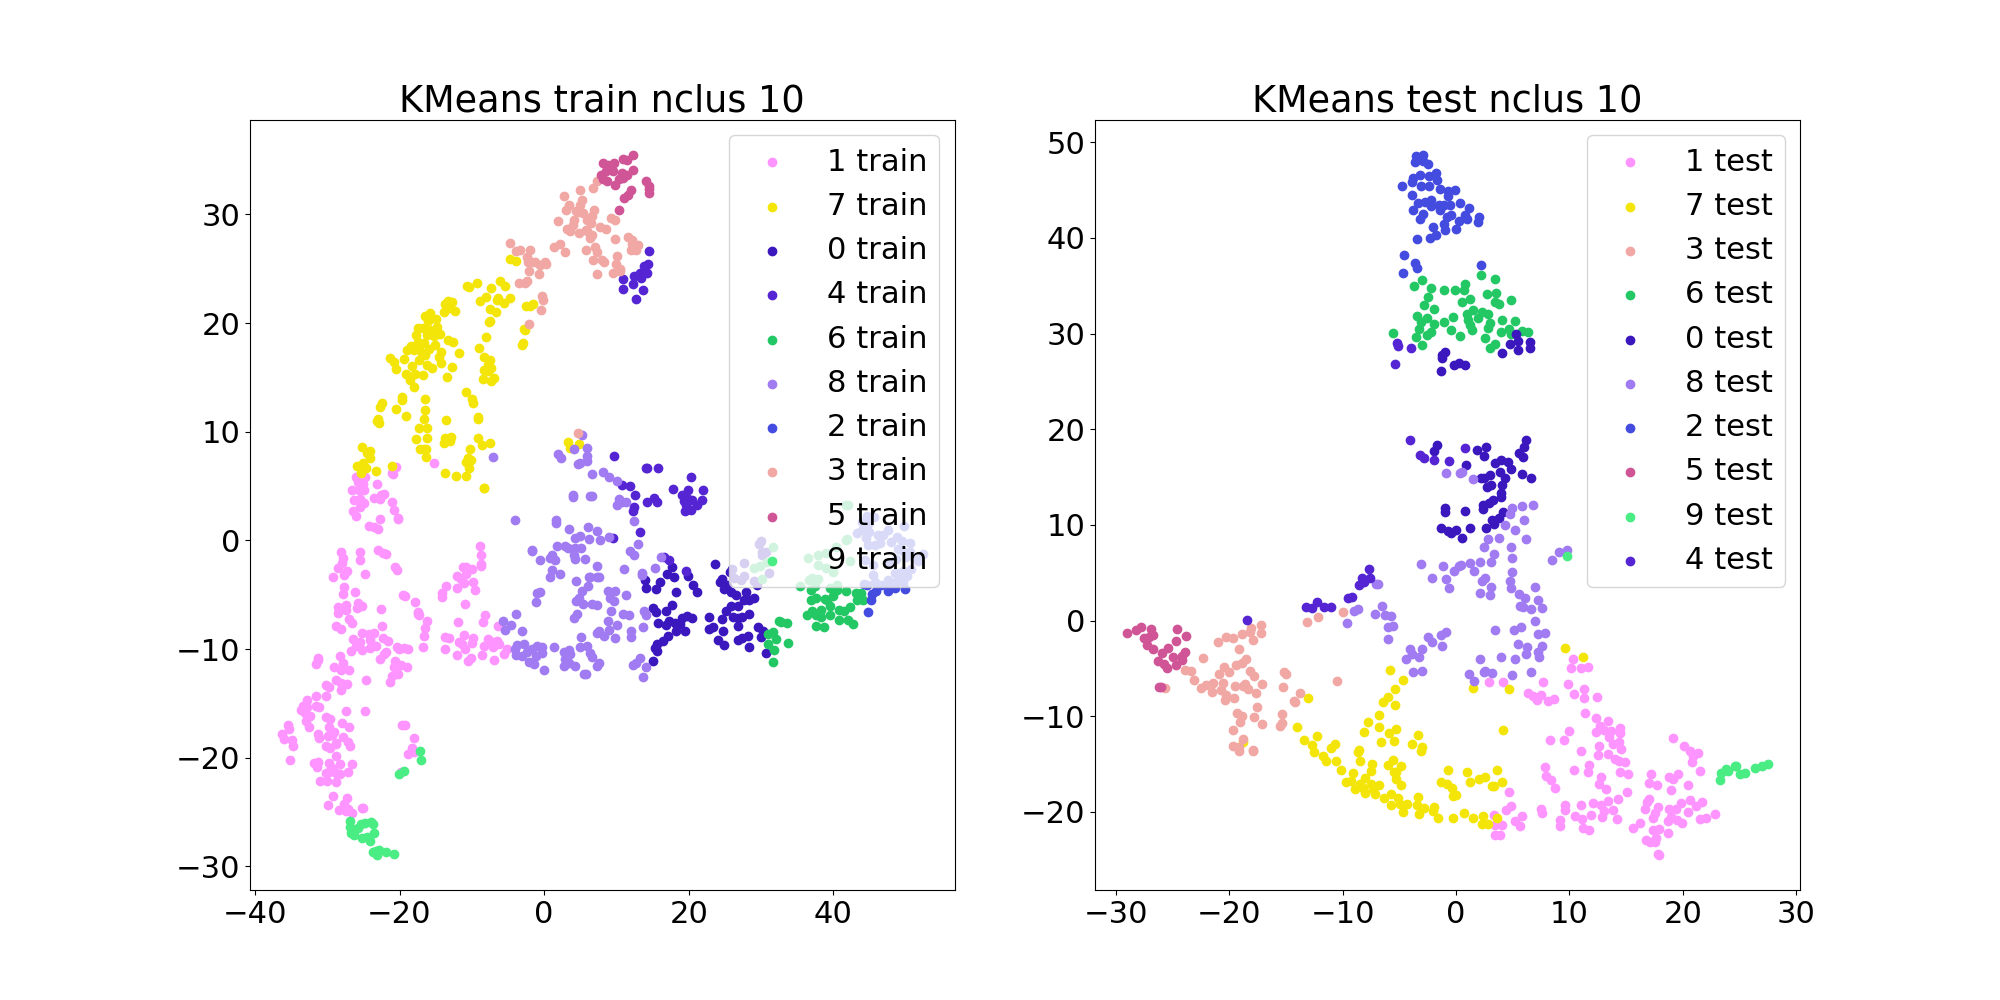 KMeans train nclus 10
30
20
10
0
−10
−20
−30
−40
−20
0
20
40
1 train
7 train
0 train
4 train
6 train
8 train
2 train
3 train
5 train
9 train
KMeans test nclus 10
50
40
30
20
10
0
−10
−20
−30
−20
−10
0
10
20
30
1 test
7 test
3 test
6 test
0 test
8 test
2 test
5 test
9 test
4 test